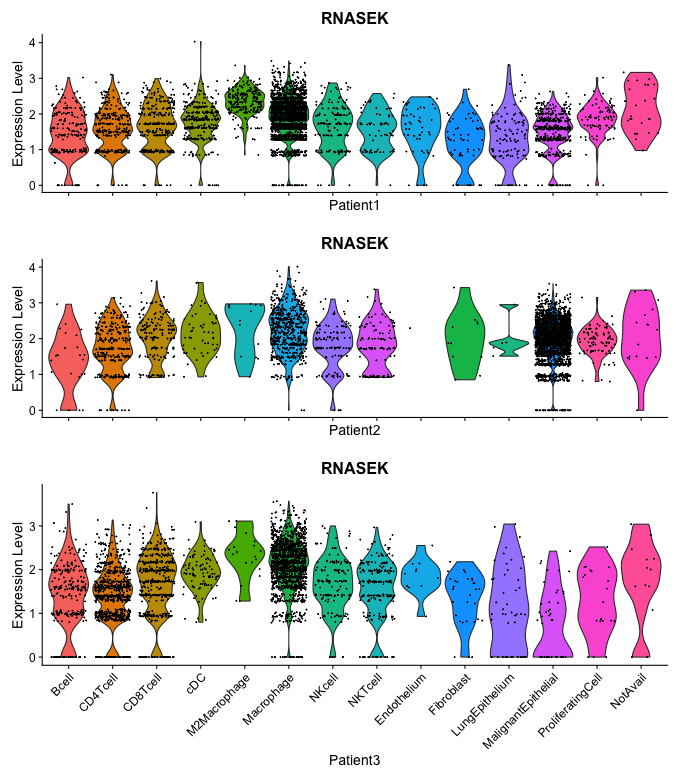 RNASEK
Expression Level
4
3
2
1
0
Patient1
RNASEK
Expression Level
4
3
2
1
0
Patient2
RNASEK
Expression Level
3
2
1
0
Bcell
CD4Tcell
CD8Tcell
cDC
M2Macrophage
Macrophage
NKcell
NKTcell
Endothelium
Fibroblast
LungEpithelium
MalignantEpithelial
ProliferatingCell
NotAvail
Patient3